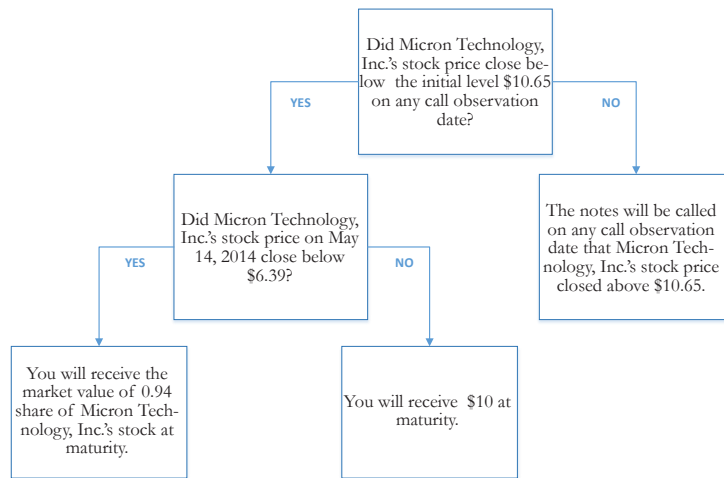 Did Micron Technology,
Inc.'s stock price close be-
low the initial level $10.65
on any call observation
date?
YES
NO
Did Micron Technology,
Inc.'s stock price on May
14, 2014 close below
$6.39?
The notes will be called
on any call observation
date that Micron Tech-
nology, Inc.'s stock price
closed above $10.65.
YES
NO
You will receive the
market value of 0.94
share of Micron Tech-
nology, Inc.'s stock at
maturity.
You will receive $10 at
maturity.